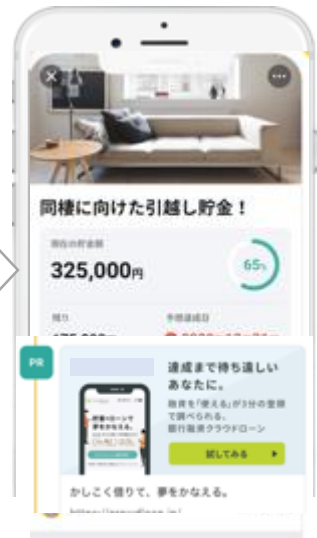 同棲に向けた引越し貯金！
現在の貯金額
325,000円
65%
残り
予想達成日
PR
達成まで待ち遠しい
あなたに。
融資を「使える」が3分の登録
で調べられる、
銀行融資クラウドローン
試してみる
かしこく借りて、夢をかなえる。